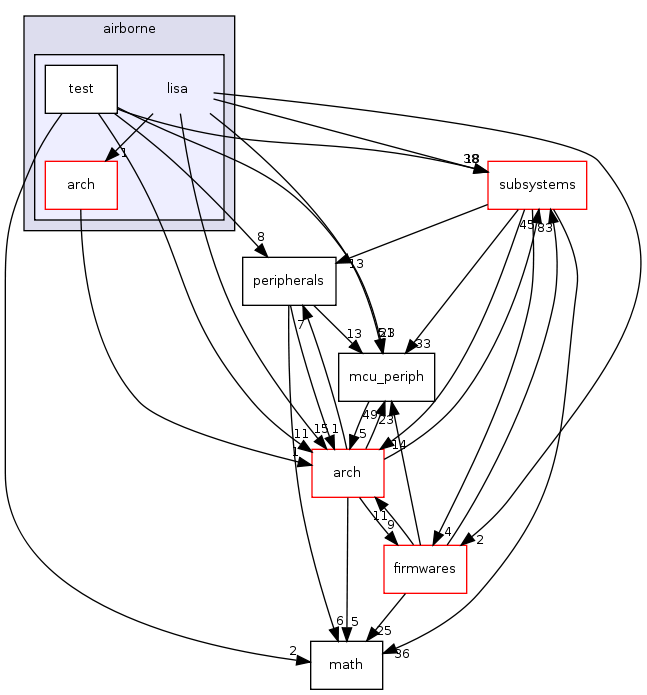 airborne
test
lisa
1
arch
38
18
subsystems
45
83
8
13
peripherals
7
13
21
33
mcu_periph
49
5
23
11
15
1
14
1
arch
11
9
4
2
firmwares
6
5
25
2
36
math